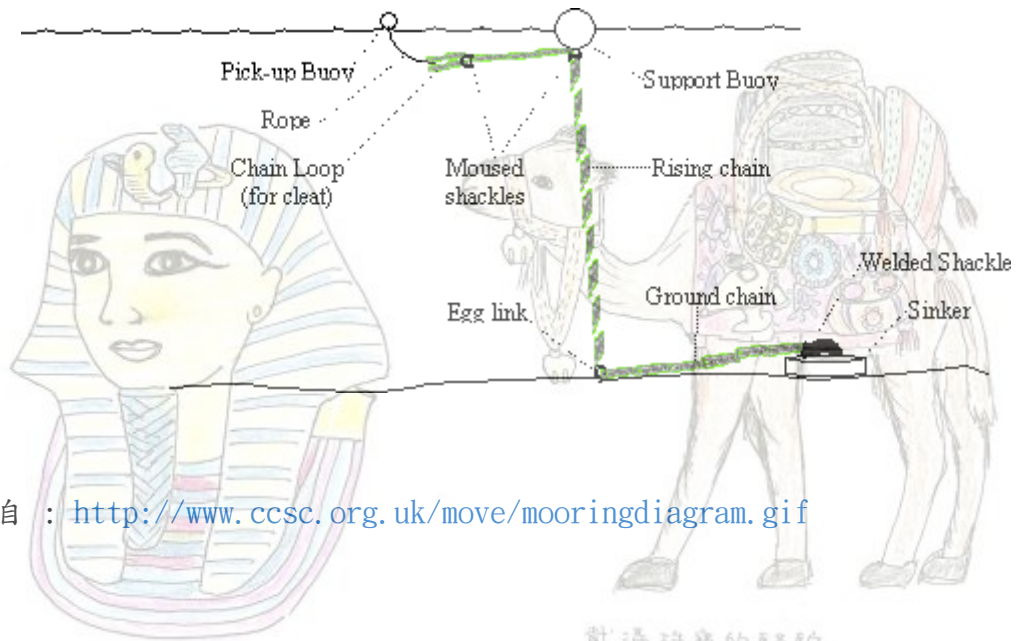 Pick-up Buoy
Support Buoy
Rope
Chain Loop
(for cleat)
Moused
shackles
Rising chain
Welded Shackle
Ground chain
Egg link
Sinker
自 : http://www.ccsc.org.uk/move/mooringdiagram.gif